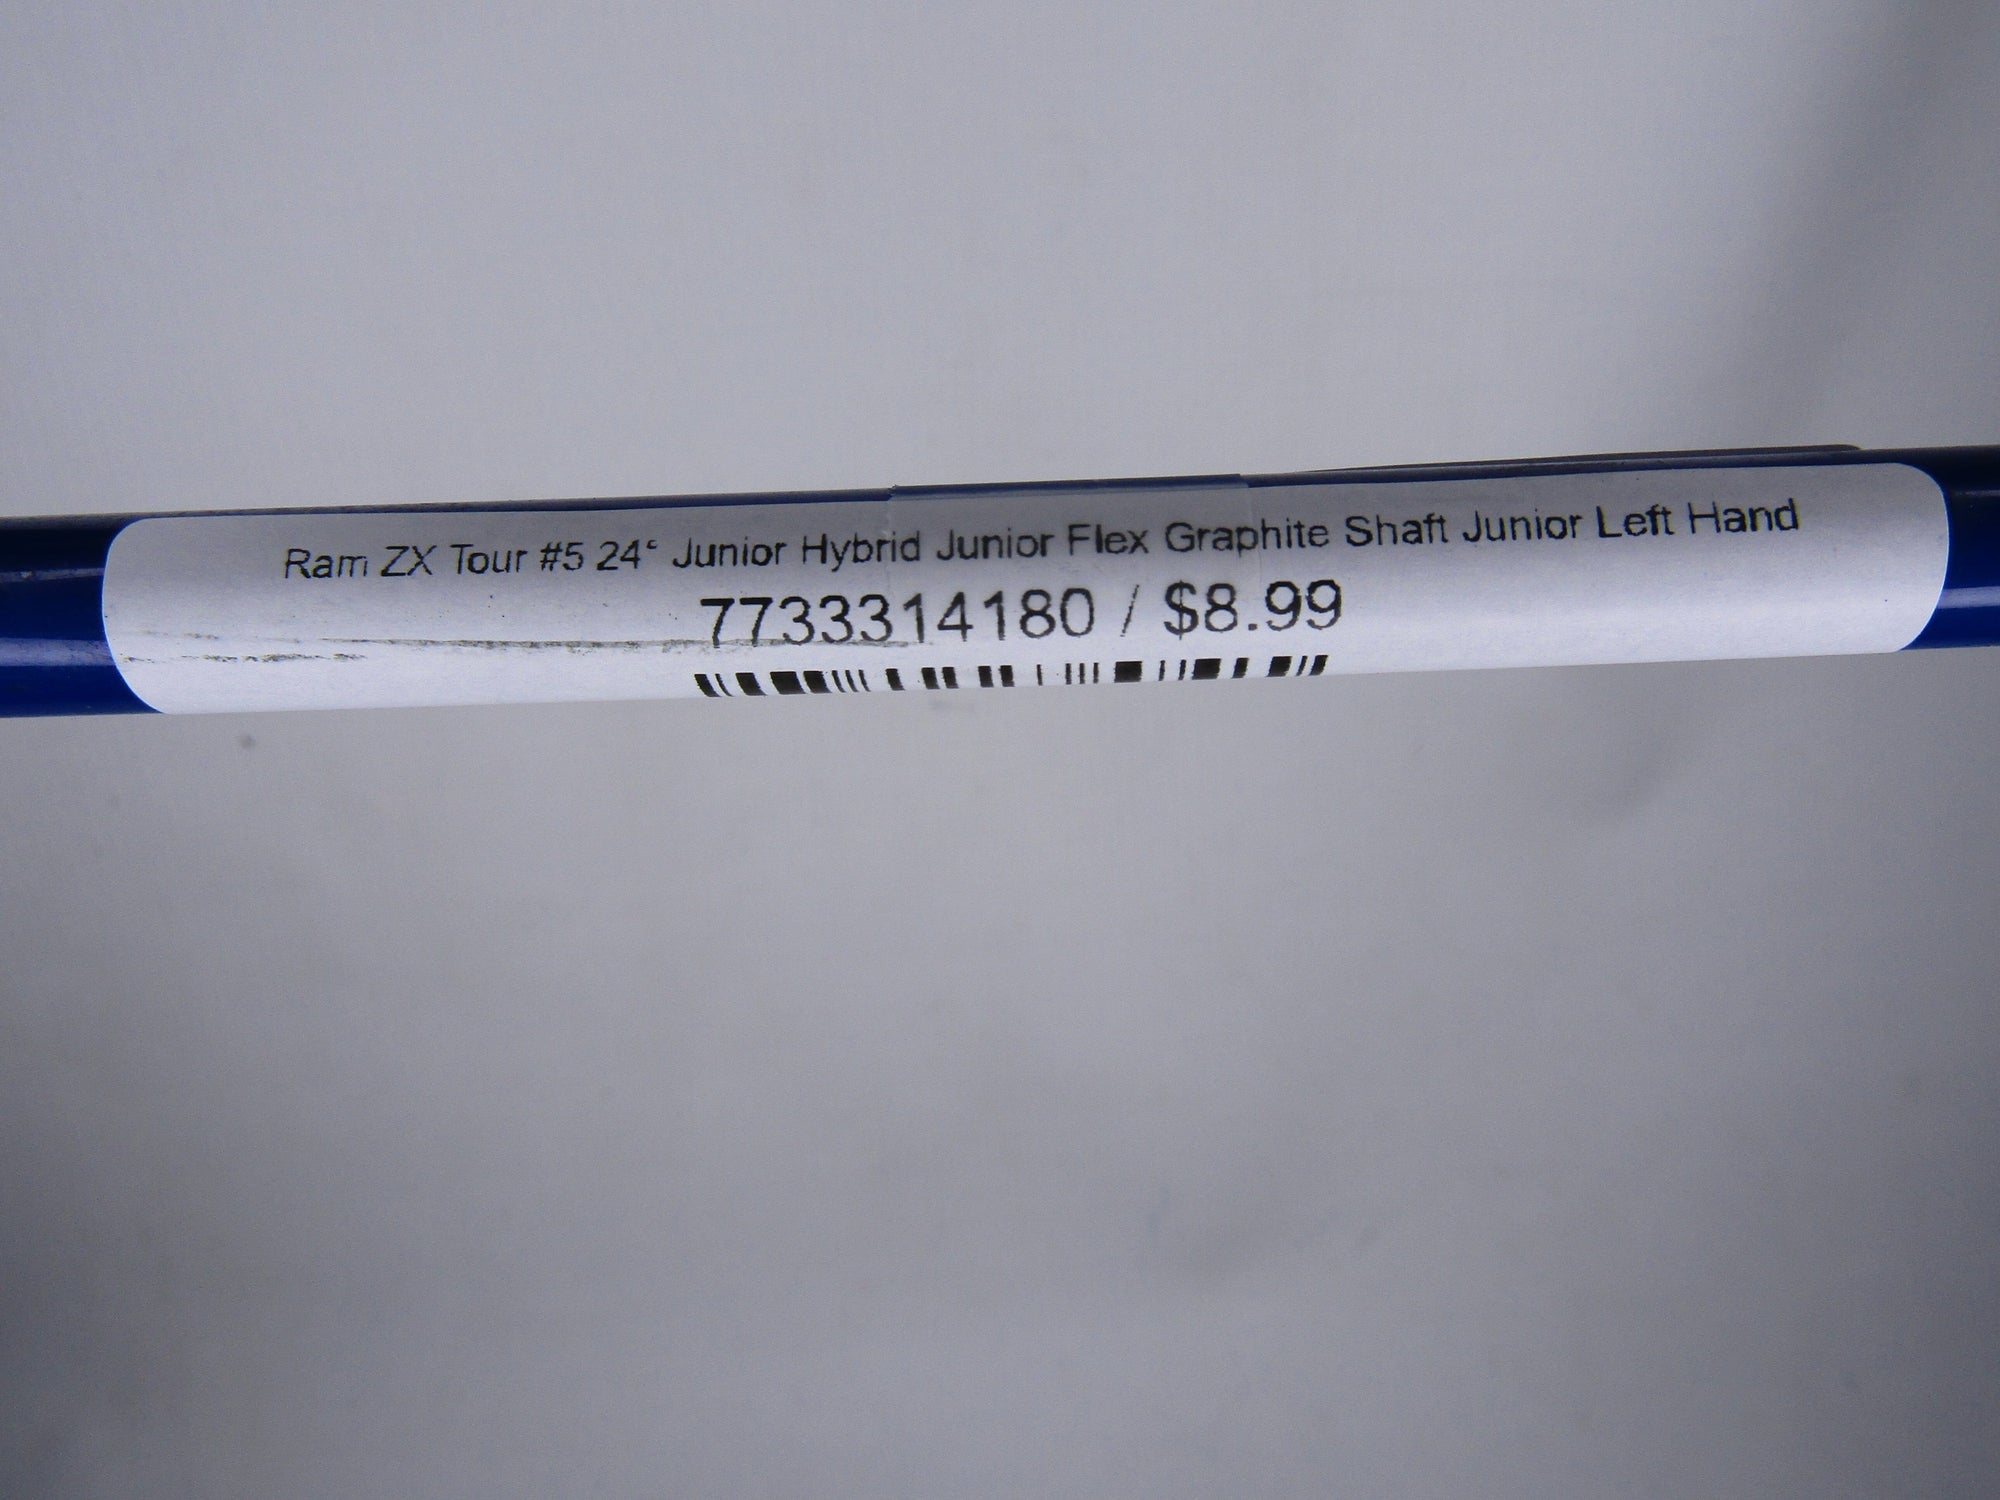 Ram ZX Tour #5 24° Junior Hybrid Junior Flex Graphite Shaft Junior Left Hand
7733314180 / $8.99